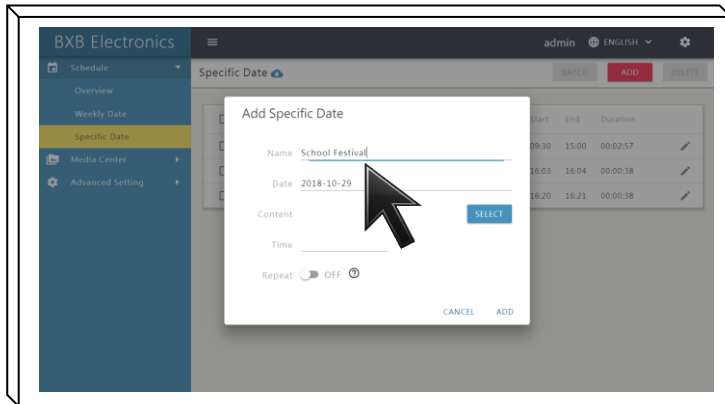 BXB Electronics
admin ENGLISH
Schedule
Overview
Weekly Date
Specific Date
Media Center
Advanced Setting
Specific Date
BATCH ADD DELETE
Start End Duration
09:30 15:00 00:02:57
16:03 16:04 00:00:38
16:20 16:21 00:00:38
Add Specific Date
Name School Festival
Date 2018-10-29
Content SELECT
Time
Repeat OFF
CANCEL ADD